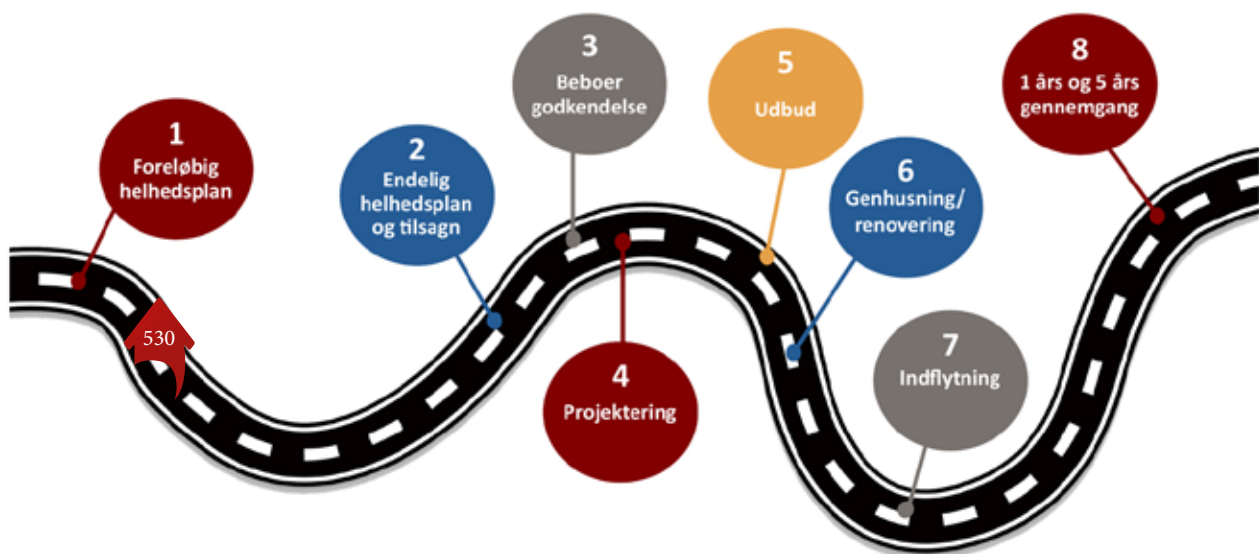 1
Foreløbig
helhedsplan
530
2
Endelig
helhedsplan
og tilsagn
3
Beboer
godkendelse
4
Projektering
5
Udbud
6
Genhusning/
renovering
7
Indflytning
8
1 års og 5 års
gennemgang